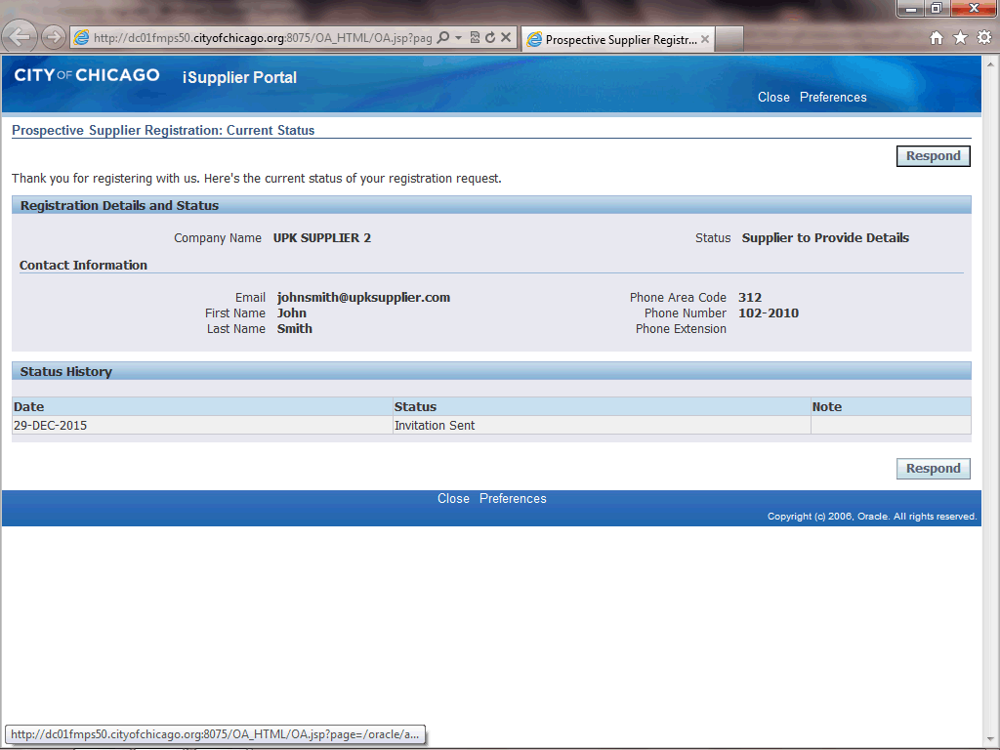 http://dc01fmps50.cityofchicago.org:8075/OA_HTML/OA.jsp?pag
Prospective Supplier Registr...
CITY OF CHICAGO iSupplier Portal
Close Preferences
Prospective Supplier Registration: Current Status
Respond
Thank you for registering with us. Here's the current status of your registration request.
Registration Details and Status
Company Name UPK SUPPLIER 2 Status Supplier to Provide Details
Contact Information
Email johnsmith@upksupplier.com Phone Area Code 312
First Name John Phone Number 102-2010
Last Name Smith Phone Extension
Status History
Date Status Note
29-DEC-2015 Invitation Sent
Respond
Close Preferences
Copyright (c) 2006, Oracle. All rights reserved.
http://dc01fmps50.cityofchicago.org:8075/OA_HTML/OA.jsp?page=/oracle/a...